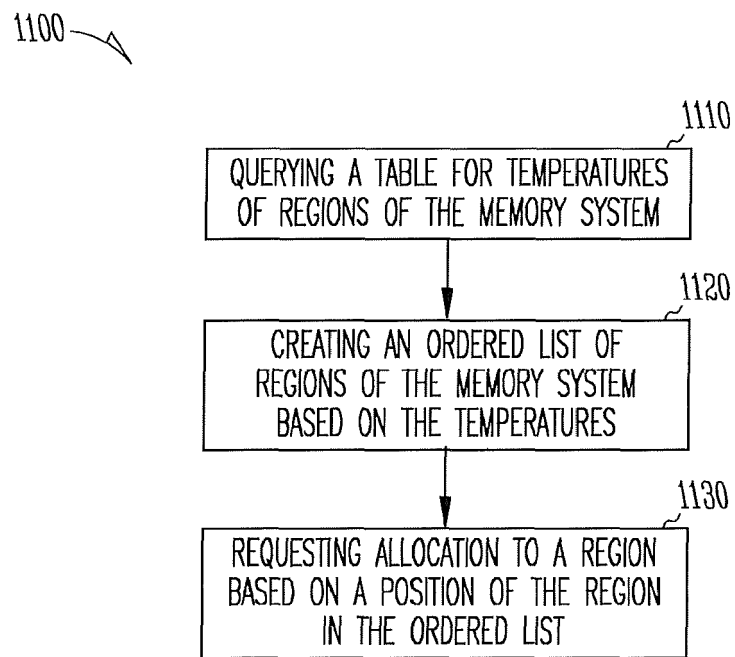 1100
1110
QUERYING A TABLE FOR TEMPERATURES
OF REGIONS OF THE MEMORY SYSTEM
1120
CREATING AN ORDERED LIST OF
REGIONS OF THE MEMORY SYSTEM
BASED ON THE TEMPERATURES
1130
REQUESTING ALLOCATION TO A REGION
BASED ON A POSITION OF THE REGION
IN THE ORDERED LIST